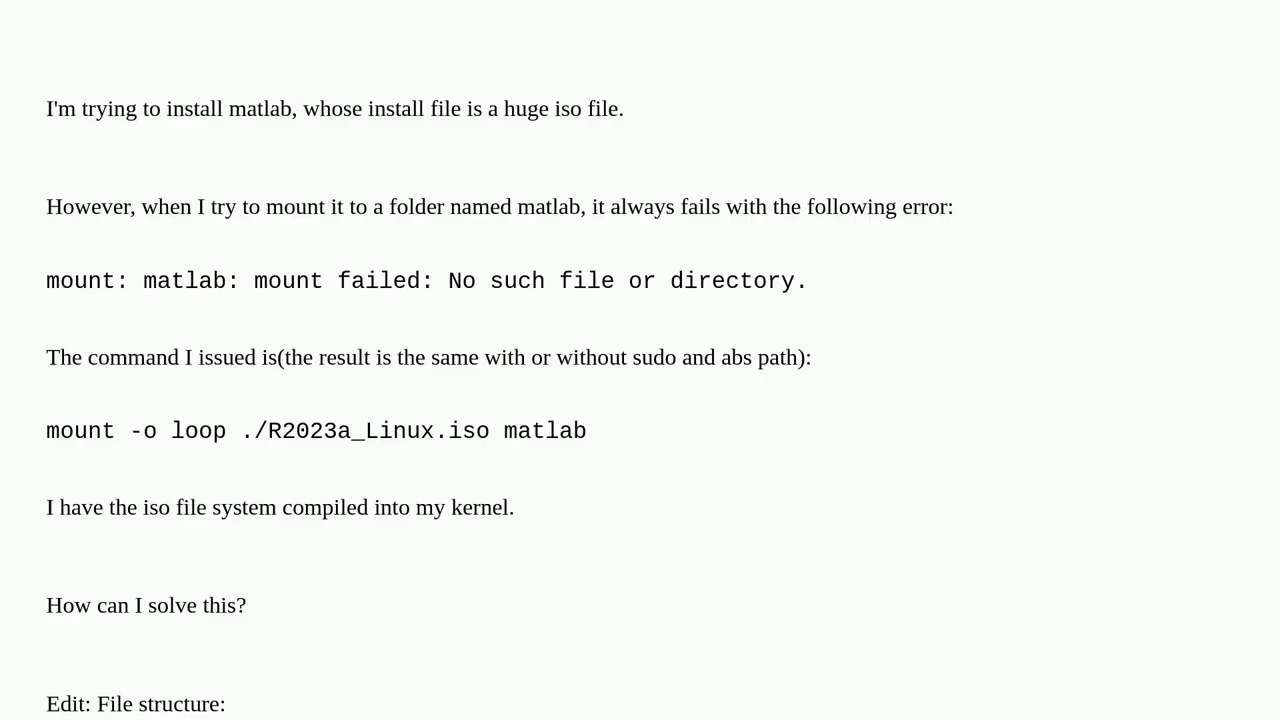 I'm trying to install matlab, whose install file is a huge iso file.
However, when I try to mount it to a folder named matlab, it always fails with the following error:
mount: matlab: mount failed: No such file or directory.
The command I issued is(the result is the same with or without sudo and abs path):
mount -o loop ./R2023a_Linux.iso matlab
I have the iso file system compiled into my kernel.
How can I solve this?
Edit: File structure: